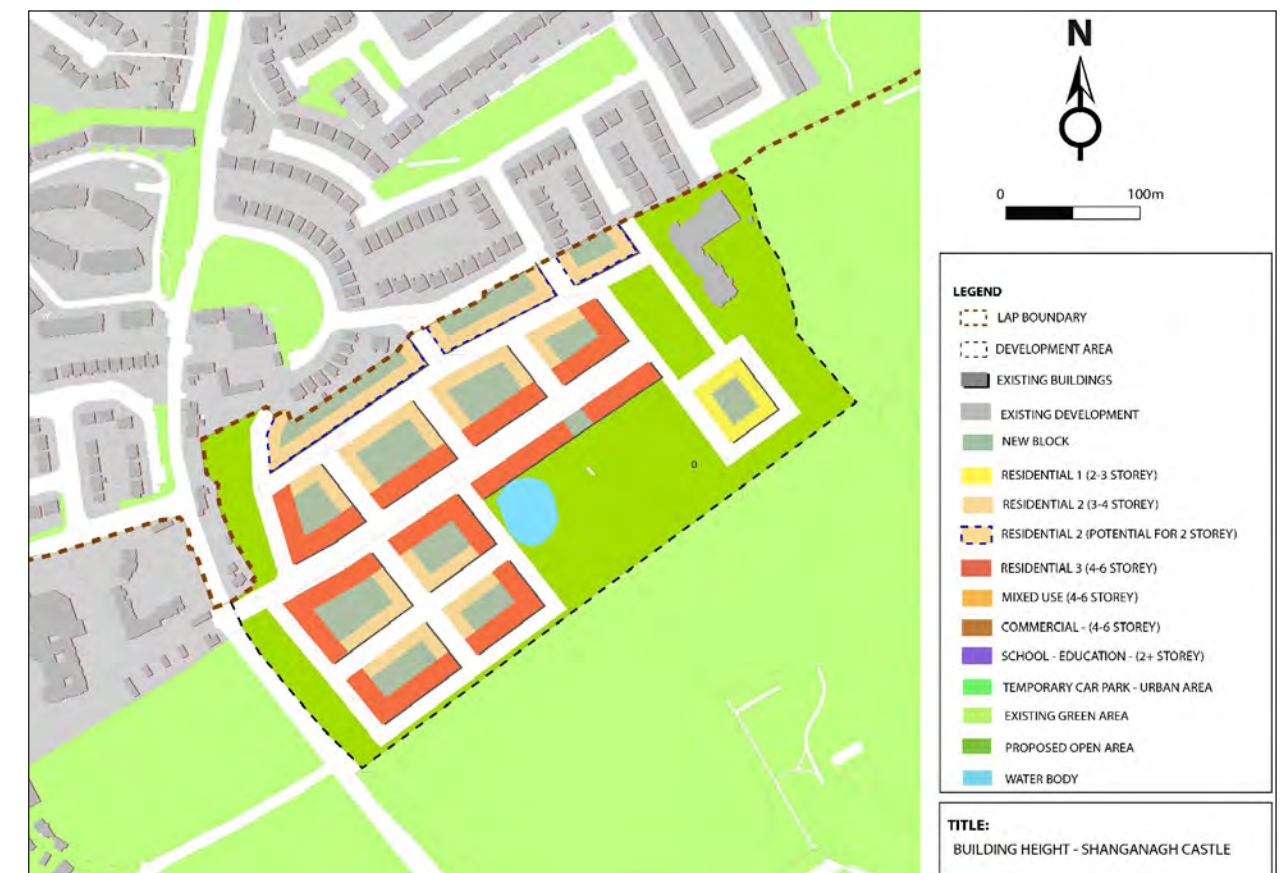 N
0 100m
LEGEND
LAP BOUNDARY
DEVELOPMENT AREA
EXISTING BUILDINGS
EXISTING DEVELOPMENT
NEW BLOCK
RESIDENTIAL 1 (2-3 STOREY)
RESIDENTIAL 2 (3-4 STOREY)
RESIDENTIAL 2 (POTENTIAL FOR 2 STOREY)
RESIDENTIAL 3 (4-6 STOREY)
MIXED USE (4-6 STOREY)
COMMERCIAL - (4-6 STOREY)
SCHOOL - EDUCATION - (2+ STOREY)
TEMPORARY CAR PARK - URBAN AREA
EXISTING GREEN AREA
PROPOSED OPEN AREA
WATER BODY
TITLE:
BUILDING HEIGHT - SHANGANAGH CASTLE
0